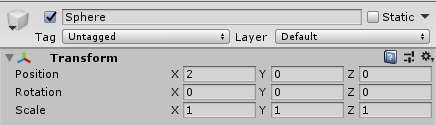 Sphere Static
Tag Untagged Layer Default
Transform
Position X 2 Y 0 Z 0
Rotation X 0 Y 0 Z 0
Scale X 1 Y 1 Z 1